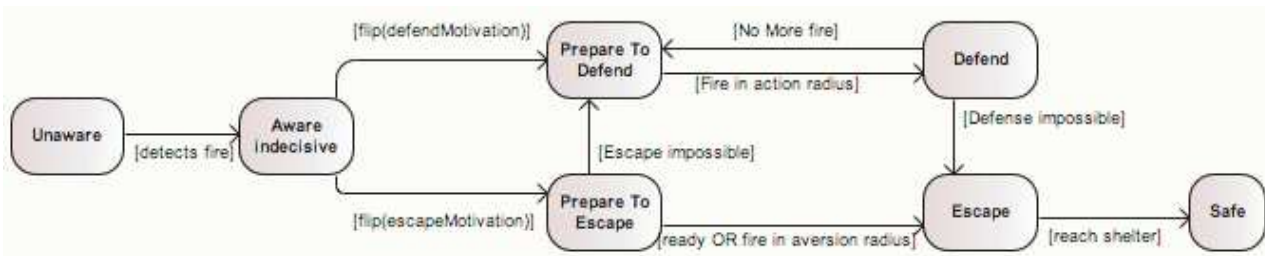 [flip(defendMotivation)]
[No More fire]
Prepare To
Defend
Defend
[Fire in action radius]
Unaware
[detects fire]
Aware
indecisive
[Defense impossible]
[Escape impossible]
Prepare To
Escape
[flip(escapeMotivation)]
[ready OR fire in aversion radius]
Escape
[reach shelter]
Safe